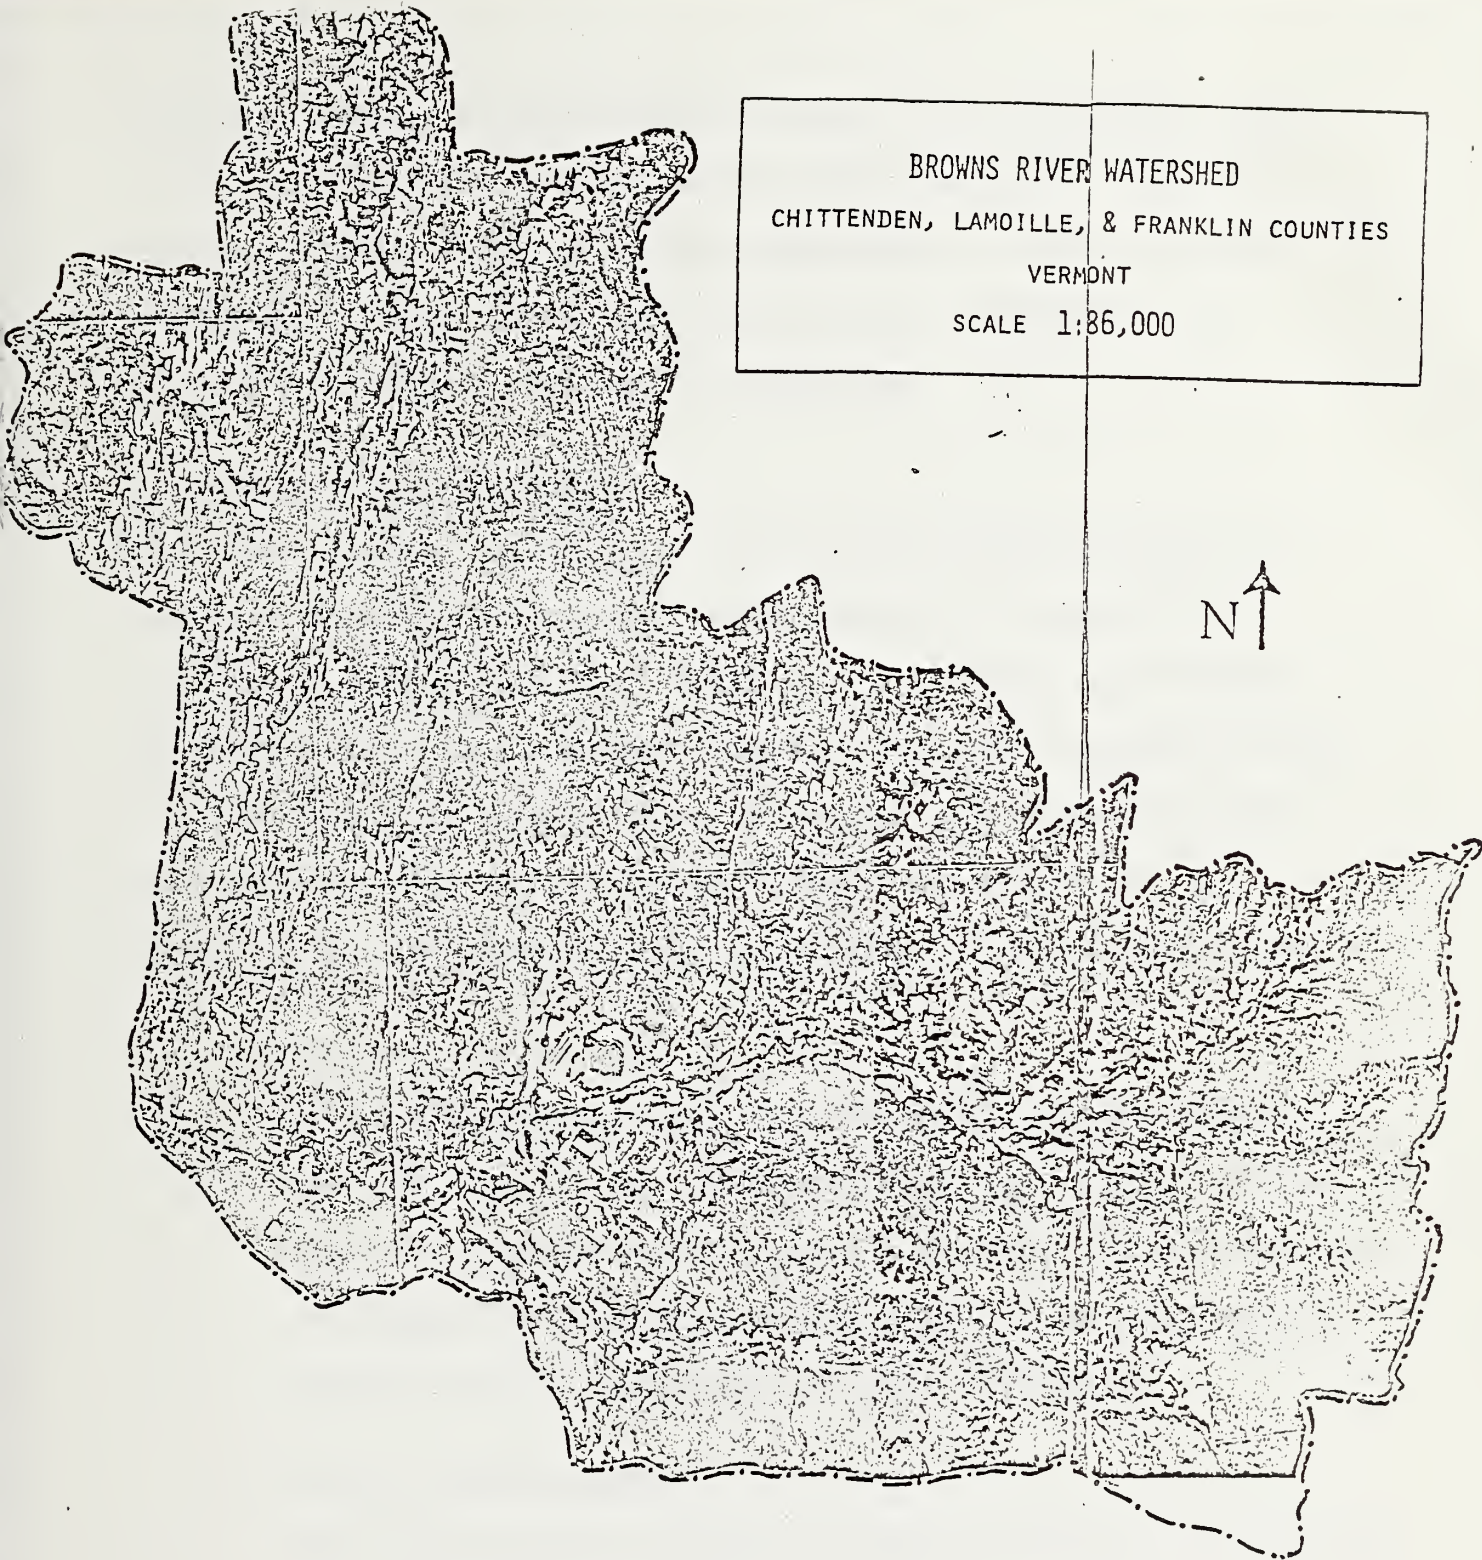 BROWNS RIVER WATERSHED
CHITTENDEN, LAMOILLE, & FRANKLIN COUNTIES
VERMONT
SCALE 1:86,000
N